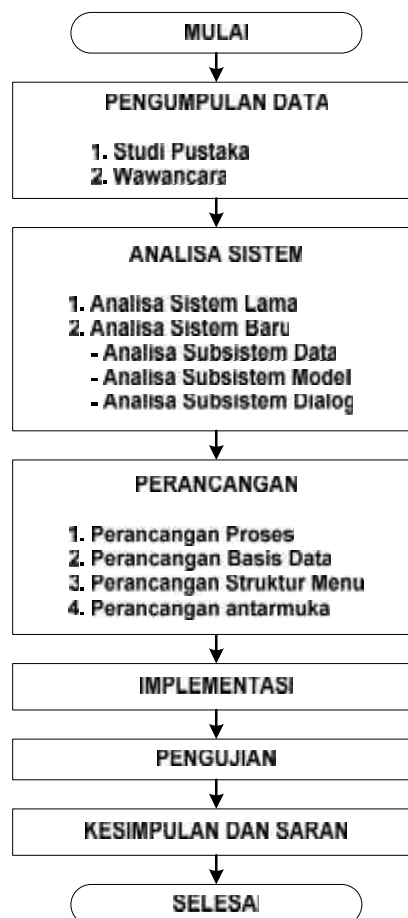 MULAI
PENGUMPULAN DATA
1. Studi Pustaka
2. Wawancara
ANALISA SISTEM
1. Analisa Sistem Lama
2. Analisa Sistem Baru
- Analisa Subsistem Data
- Analisa Subsistem Model
- Analisa Subsistem Dialog
PERANCANGAN
1. Perancangan Proses
2. Perancangan Basis Data
3. Perancangan Struktur Menu
4. Perancangan antarmuka
IMPLEMENTASI
PENGUJIAN
KESIMPULAN DAN SARAN
SELESAI